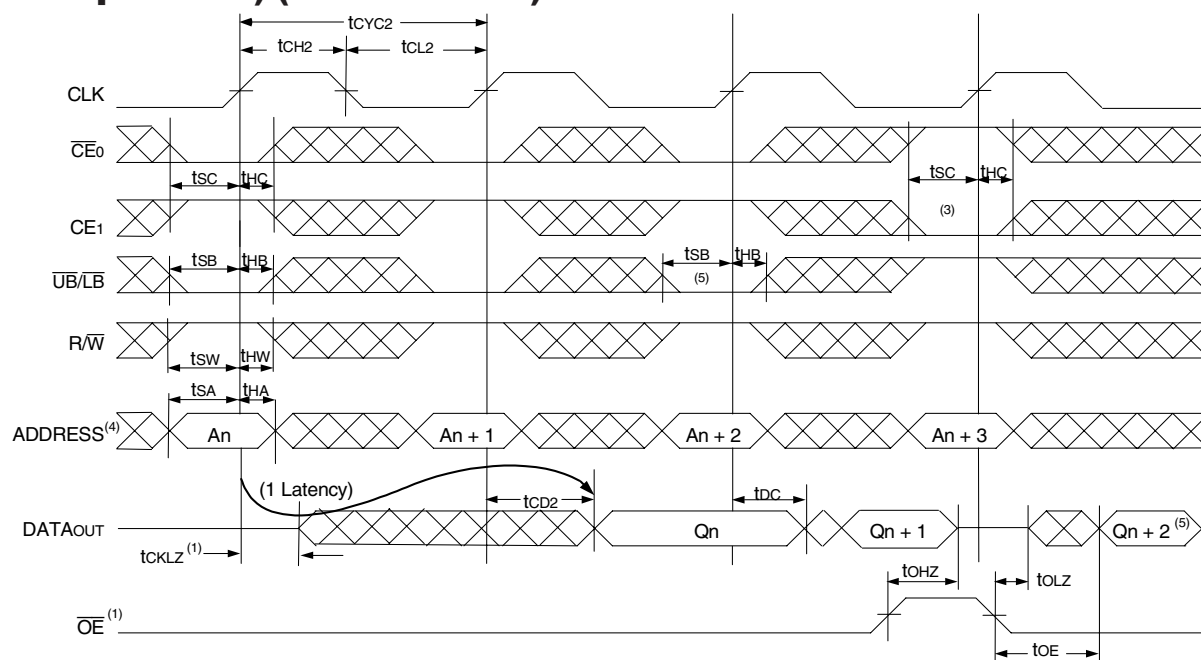 tCYC2
tCH2 tCL2
CLK
CE0
tSC tHC tSC tHC
(3)
CE1
tSB tHB tSB tHB
UB/LB (5)
R/W
tSW tHW
tSA tHA
ADDRESS(4) An An + 1 An + 2 An + 3
(1 Latency) tCD2 tDC
DATAOUT Qn Qn + 1 Qn + 2 (5)
tCKLZ (1)
tOHZ tOLZ
OE (1)
tOE